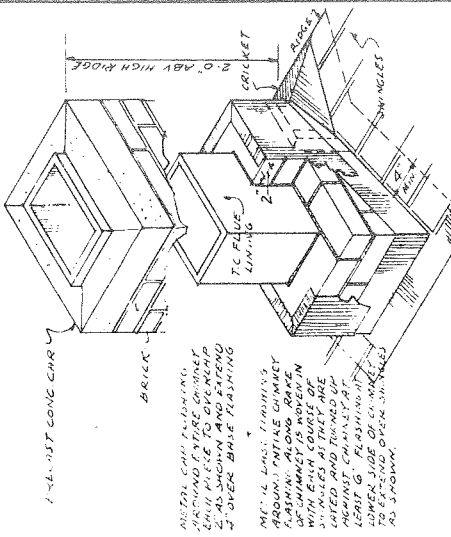 PRECAST CONC CAP
BRICK
METAL CAP FLASHING
AROUND ENTIRE CHIMNEY
EACH PIECE TO OVERLAP
2" AS SHOWN AND EXTEND
OVER BASE FLASHING
METAL BASE FLASHING
AROUND ENTIRE CHIMNEY
FLASHING ALONG RAKE
OF CHIMNEY IS WOVEN IN
WITH EACH COURSE OF
SHINGLES AS THEY ARE
LAYED AND TURNED UP
AGAINST CHIMNEY AT
LEAST 6" FLASHING AT
LOWER SIDE OF CHIMNEY
TO EXTEND OVER SHINGLES
AS SHOWN.
T.C. FLUE
LINING
2"
2'-0" ABV HIGH RIDGE
CRICKET
RIDGE
SHINGLES
4"
MIN.